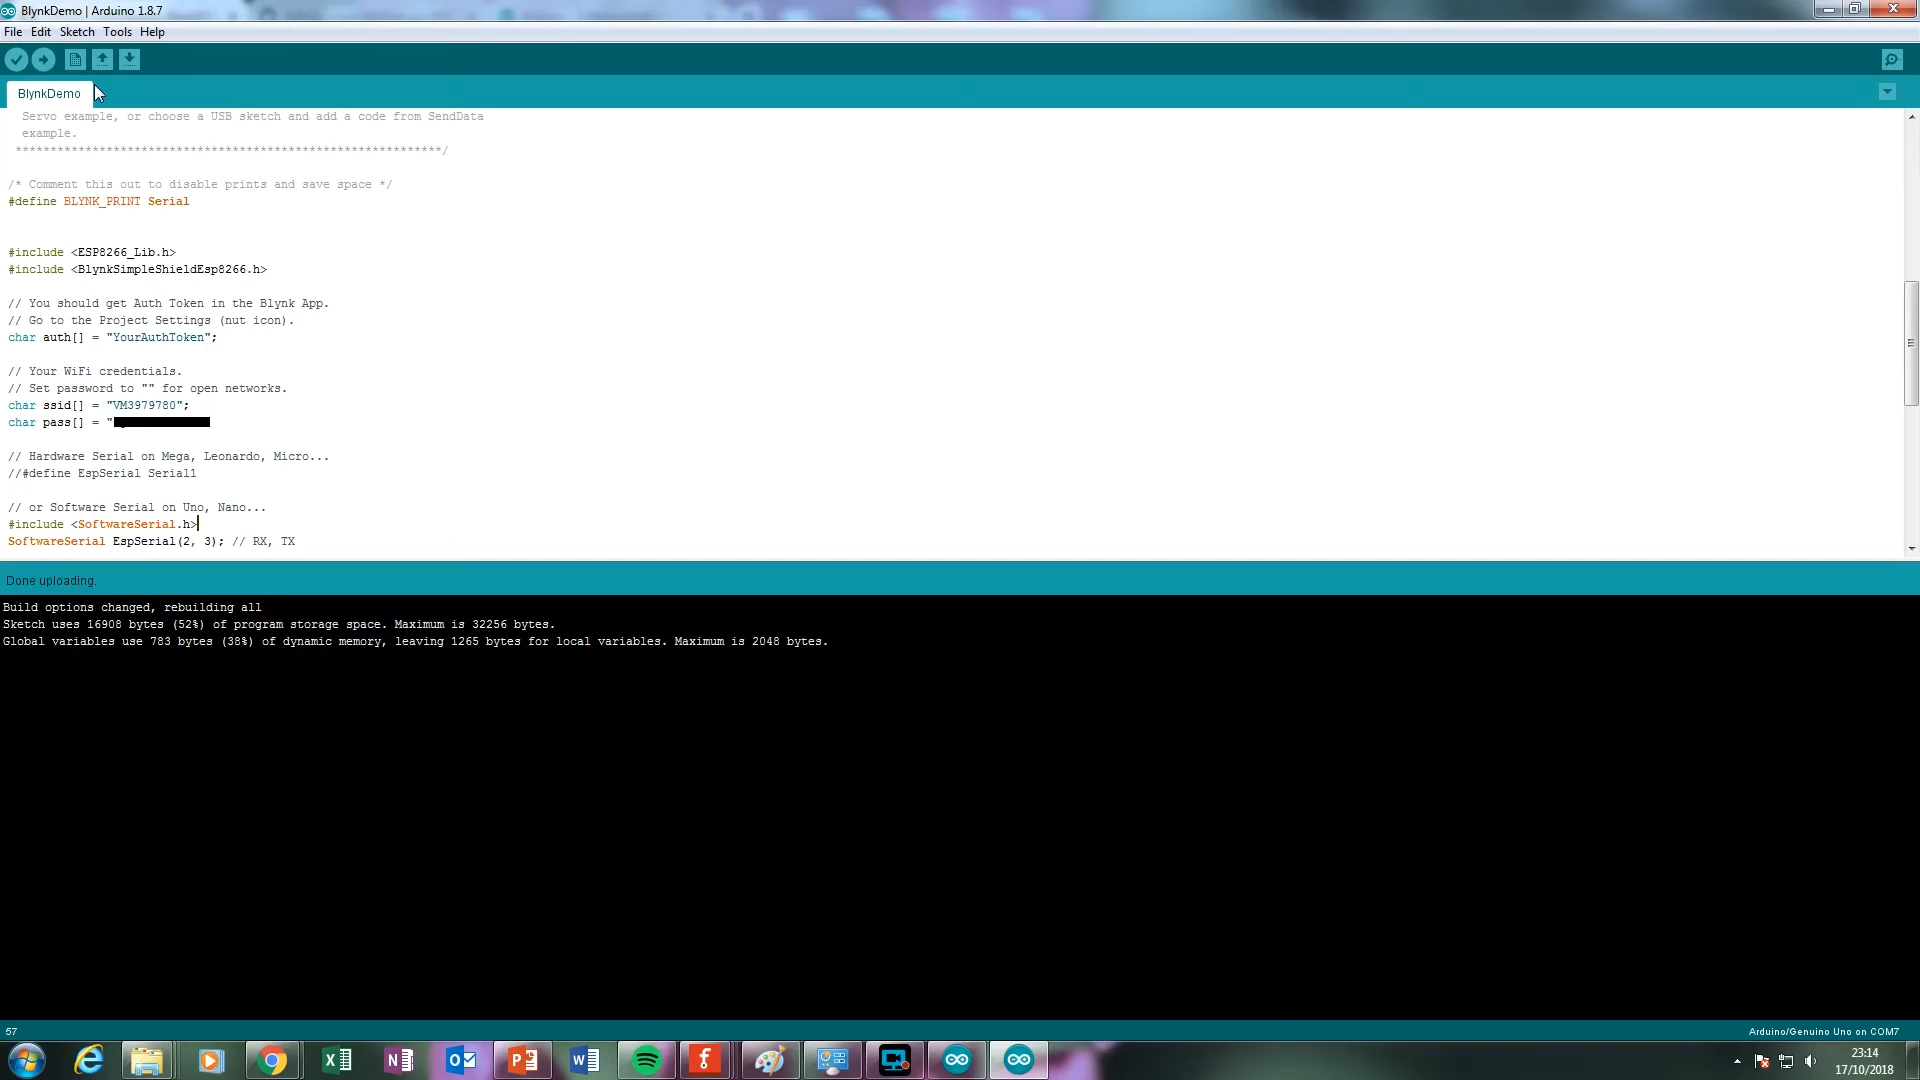 BlynkDemo | Arduino 1.8.7
File Edit Sketch Tools Help
BlynkDemo
Servo example, or choose a USB sketch and add a code from SendData
example.
*************************************************************/
/* Comment this out to disable prints and save space */
#define BLYNK_PRINT Serial
#include <ESP8266_Lib.h>
#include <BlynkSimpleShieldEsp8266.h>
// You should get Auth Token in the Blynk App.
// Go to the Project Settings (nut icon).
char auth[] = "YourAuthToken";
// Your WiFi credentials.
// Set password to "" for open networks.
char ssid[] = "VM3979780";
char pass[] = "
// Hardware Serial on Mega, Leonardo, Micro...
//#define EspSerial Serial1
// or Software Serial on Uno, Nano...
#include <SoftwareSerial.h>
SoftwareSerial EspSerial(2, 3); // RX, TX
Done uploading.
Build options changed, rebuilding all
Sketch uses 16908 bytes (52%) of program storage space. Maximum is 32256 bytes.
Global variables use 783 bytes (38%) of dynamic memory, leaving 1265 bytes for local variables. Maximum is 2048 bytes.
57
Arduino/Genuino Uno on COM7
23:14
17/10/2018